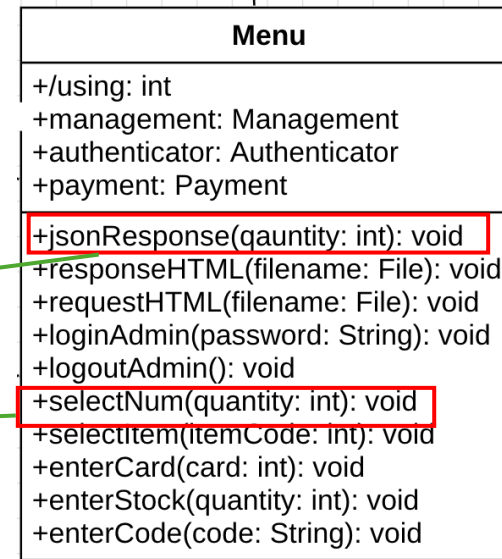 Menu
+/using: int
+management: Management
+authenticator: Authenticator
+payment: Payment
+jsonResponse(qauntity: int): void
+responseHTML(filename: File): void
+requestHTML(filename: File): void
+loginAdmin(password: String): void
+logoutAdmin(): void
+selectNum(quantity: int): void
+selectItem(itemCode: int): void
+enterCard(card: int): void
+enterStock(quantity: int): void
+enterCode(code: String): void